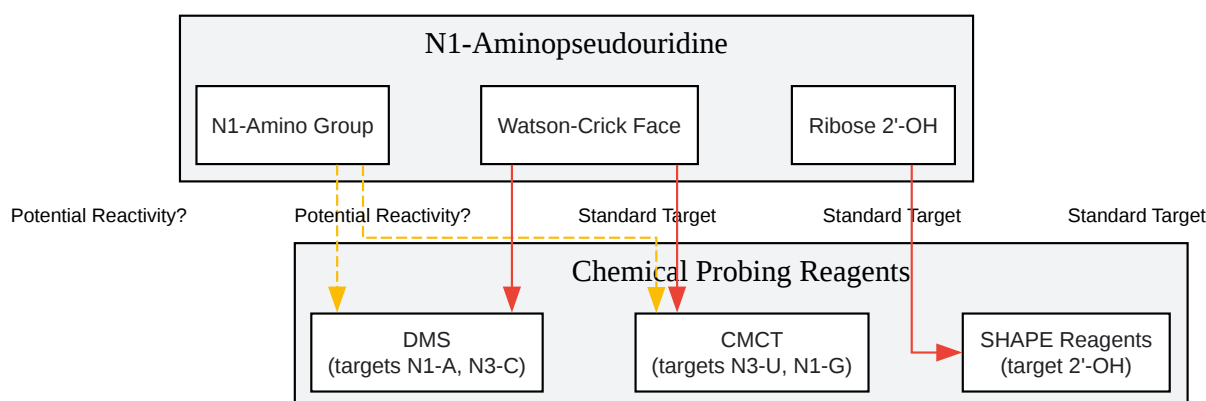 N1-Aminopseudouridine
N1-Amino Group
Watson-Crick Face
Ribose 2'-OH
Potential Reactivity?
Potential Reactivity?
Standard Target
Standard Target
Standard Target
Chemical Probing Reagents
DMS
(targets N1-A, N3-C)
CMCT
(targets N3-U, N1-G)
SHAPE Reagents
(target 2'-OH)